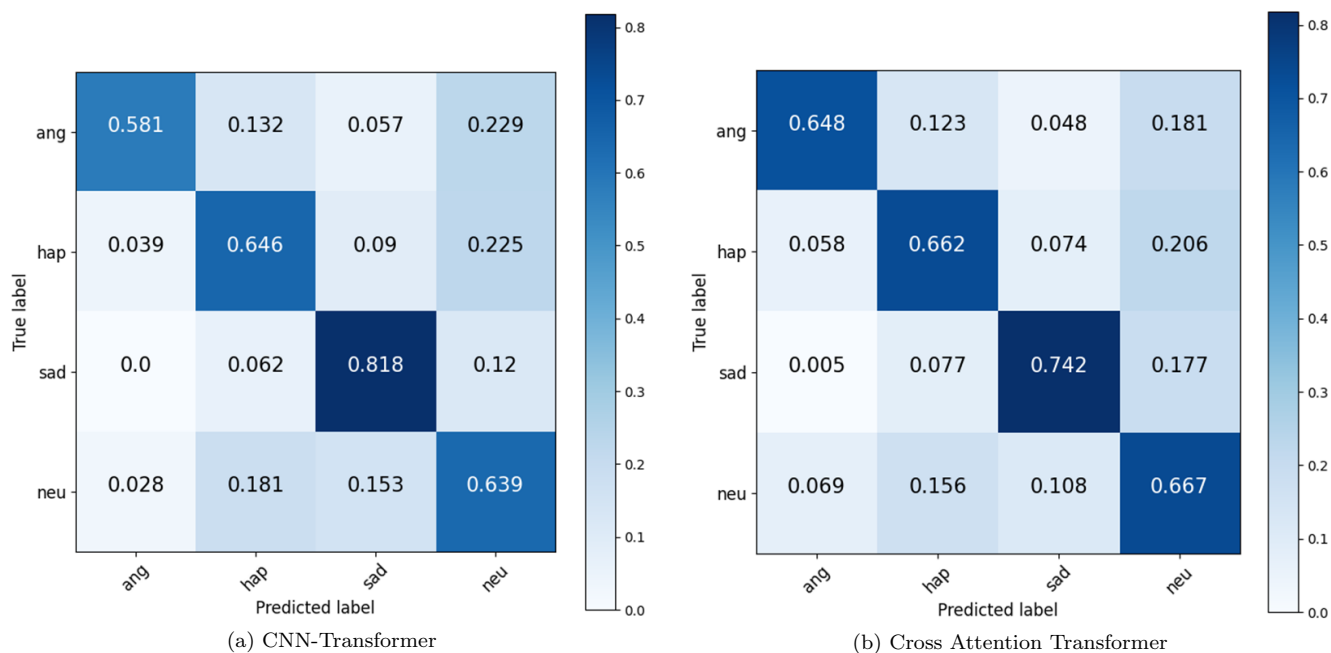 0.8
0.7
0.6
0.5
0.4
0.3
0.2
0.1
0.0
True label
ang
0.581 0.132 0.057 0.229
hap
0.039 0.646 0.09 0.225
sad
0.0 0.062 0.818 0.12
neu
0.028 0.181 0.153 0.639
ang hap sad neu
Predicted label
(a) CNN-Transformer
0.8
0.7
0.6
0.5
0.4
0.3
0.2
0.1
0.0
True label
ang
0.648 0.123 0.048 0.181
hap
0.058 0.662 0.074 0.206
sad
0.005 0.077 0.742 0.177
neu
0.069 0.156 0.108 0.667
ang hap sad neu
Predicted label
(b) Cross Attention Transformer